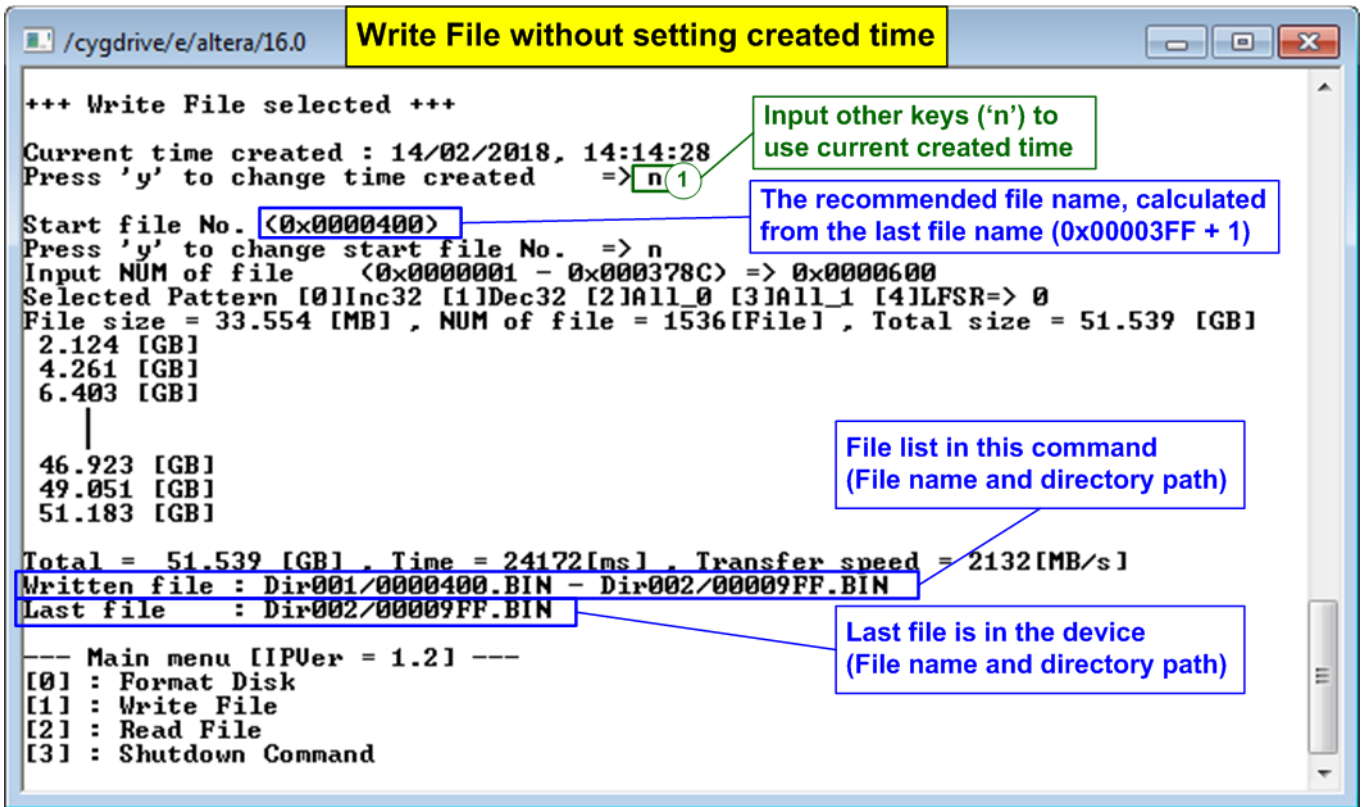 /cygdrive/e/altera/16.0
Write File without setting created time
+++ Write File selected +++
Input other keys (‘n’) to
use current created time
Current time created : 14/02/2018, 14:14:28
Press 'y' to change time created => n
1
The recommended file name, calculated
from the last file name (0x00003FF + 1)
Start file No. (0x0000400)
Press 'y' to change start file No. => n
Input NUM of file (0x0000001 - 0x000378C) => 0x0000600
Selected Pattern [0]Inc32 [1]Dec32 [2]All_0 [3]All_1 [4]LFSR=> 0
File size = 33.554 [MB] , NUM of file = 1536[File] , Total size = 51.539 [GB]
2.124 [GB]
4.261 [GB]
6.403 [GB]
File list in this command
(File name and directory path)
46.923 [GB]
49.051 [GB]
51.183 [GB]
Total = 51.539 [GB] , Time = 24172[ms] , Transfer speed = 2132[MB/s]
Written file : Dir001/0000400.BIN - Dir002/00009FF.BIN
Last file : Dir002/00009FF.BIN
Last file is in the device
(File name and directory path)
--- Main menu [IPVer = 1.2] ---
[0] : Format Disk
[1] : Write File
[2] : Read File
[3] : Shutdown Command